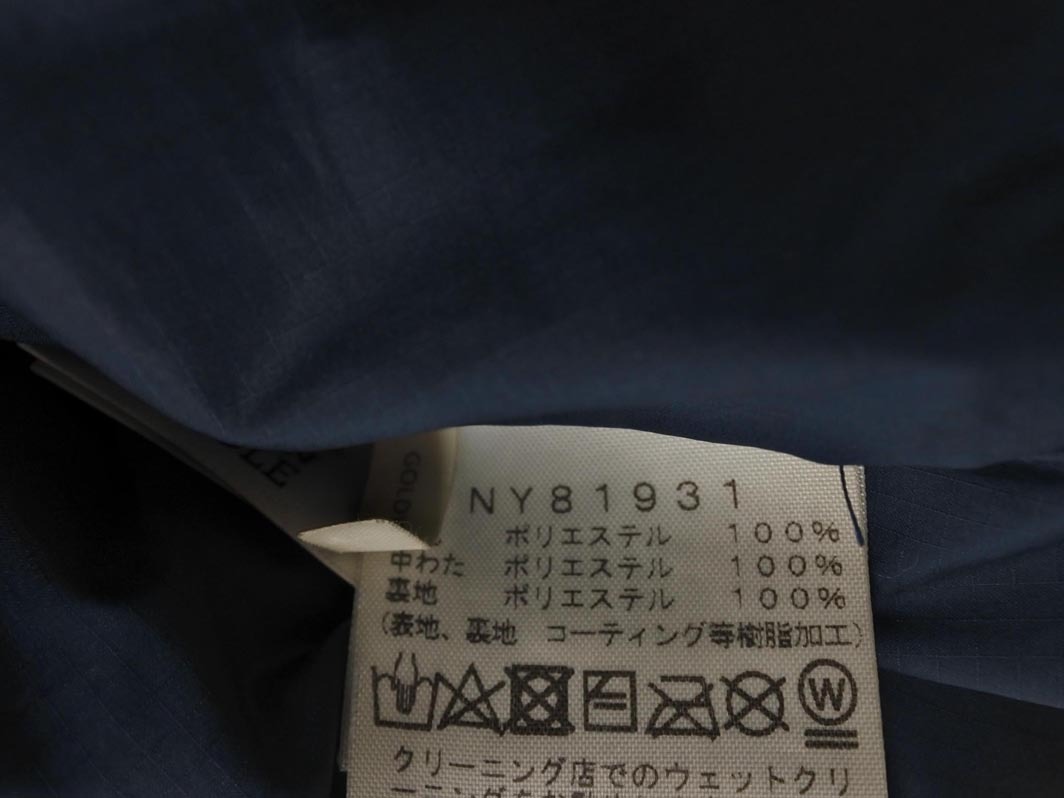 GOLD
NY81931
ポリエステル 100%
中わた ポリエステル 100%
裏地 ポリエステル 100%
(表地、裏地 コーティング等樹脂加工)
W
クリーニング店でのウェットクリ